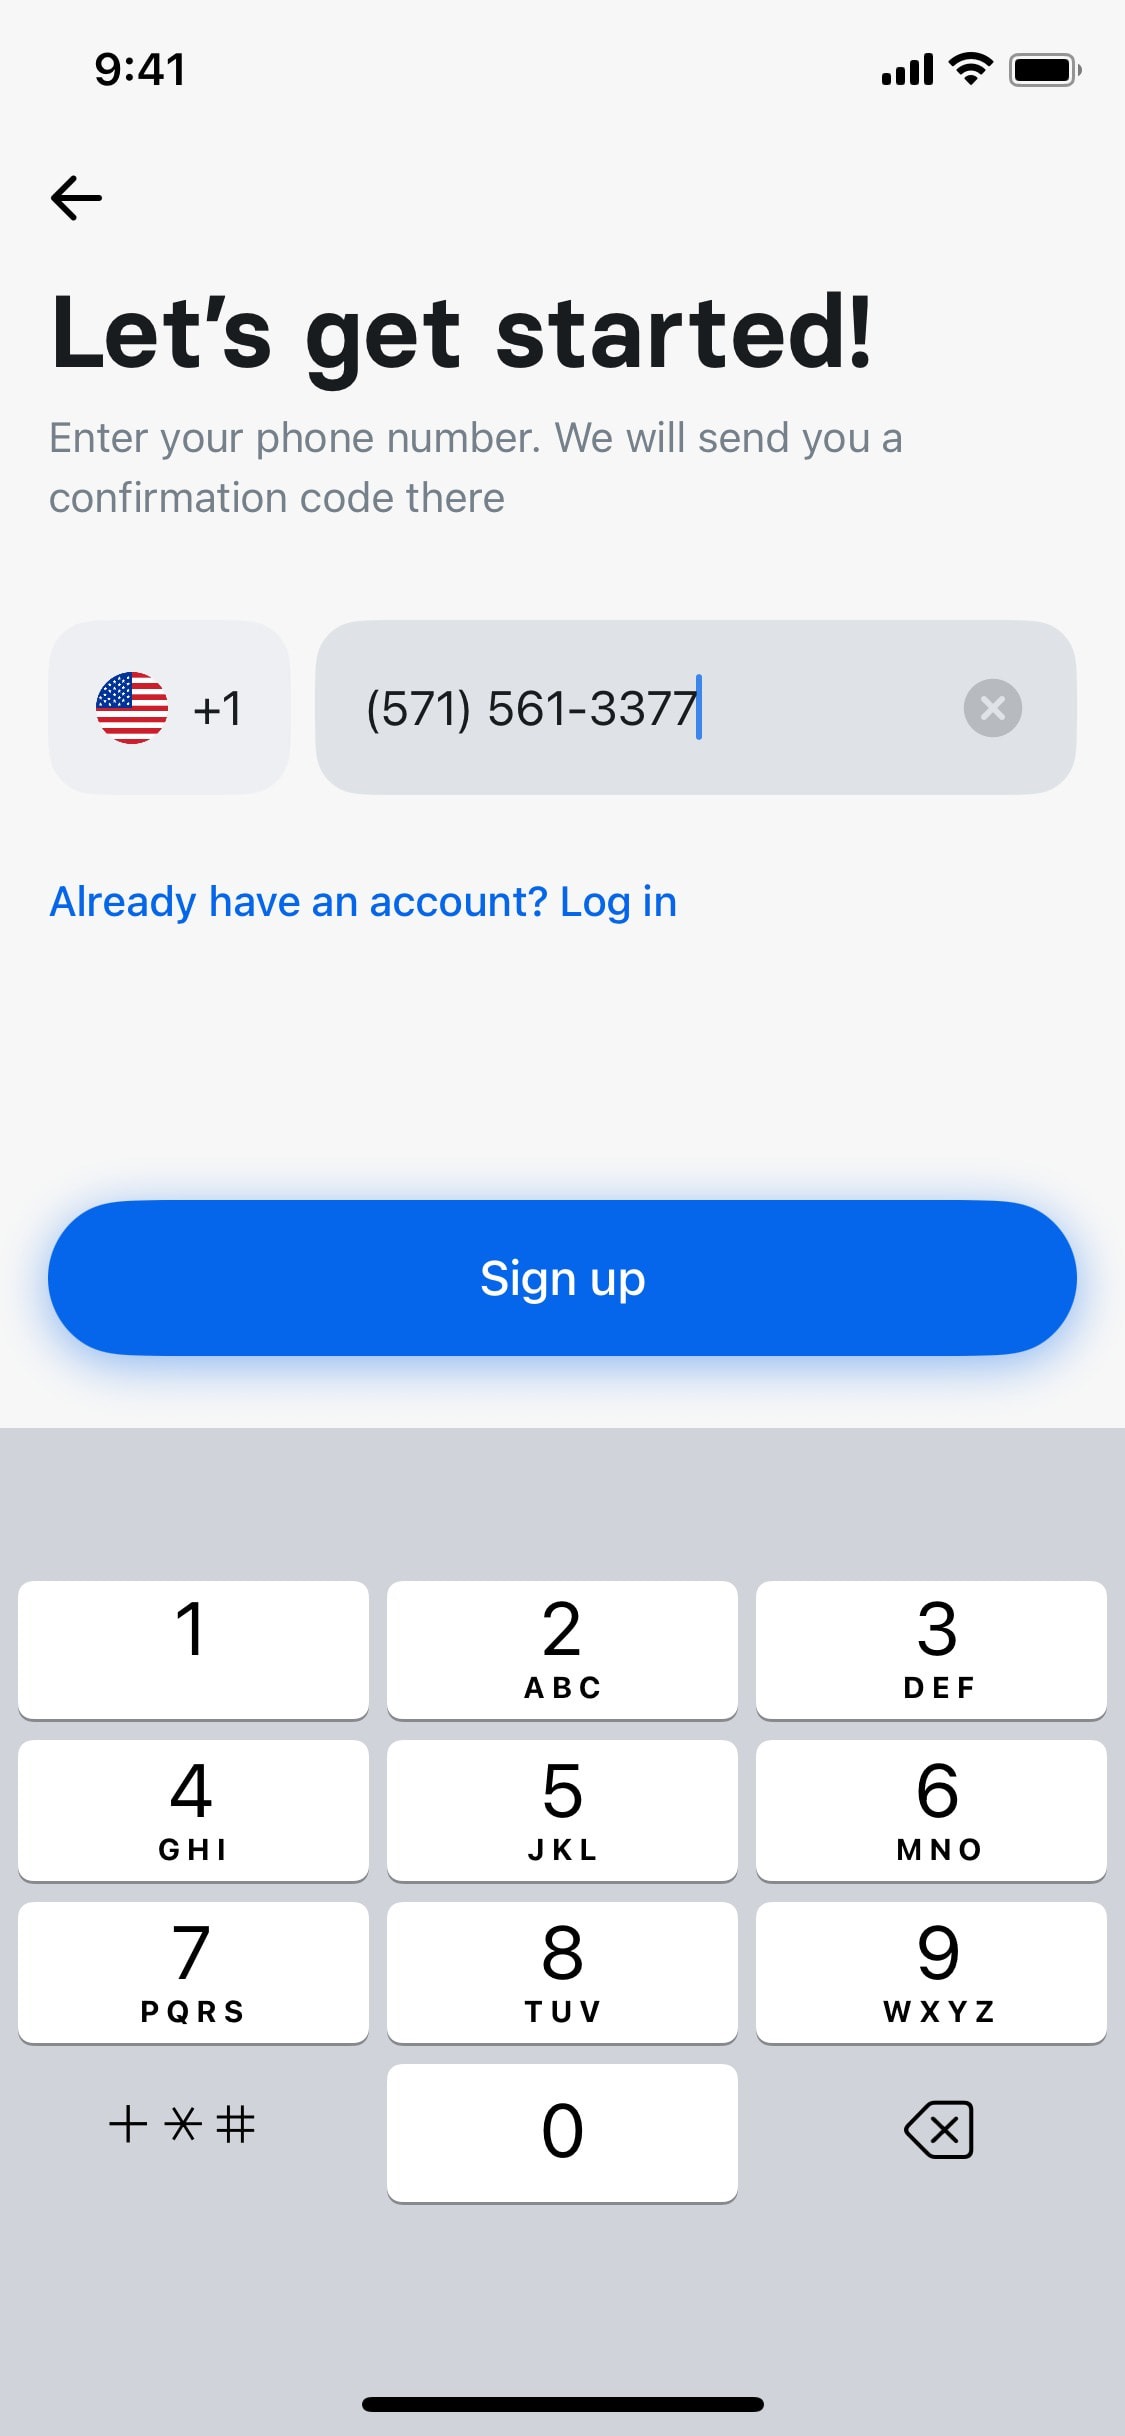 9:41
Let’s get started!
Enter your phone number. We will send you a
confirmation code there
+1 (571) 561-3377
Already have an account? Log in
Sign up
1 2 3
ABC DEF
4 5 6
GHI JKL MNO
7 8 9
PQRS TUV WXYZ
+*# 0